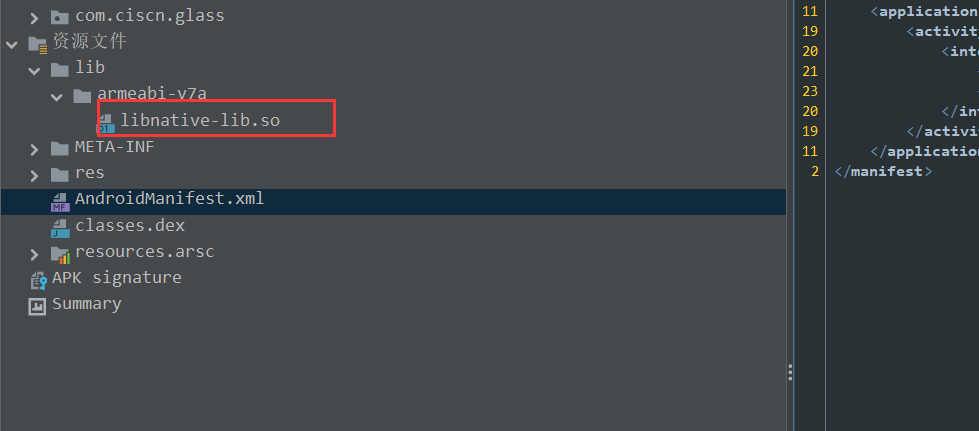 com.ciscn.glass
资源文件
lib
armeabi-v7a
libnative-lib.so
META-INF
res
AndroidManifest.xml
classes.dex
resources.arsc
APK signature
Summary
11 <application
19 <activity
20 <inte
21
23
20 </int
19 </activi
11 </application
2 </manifest>